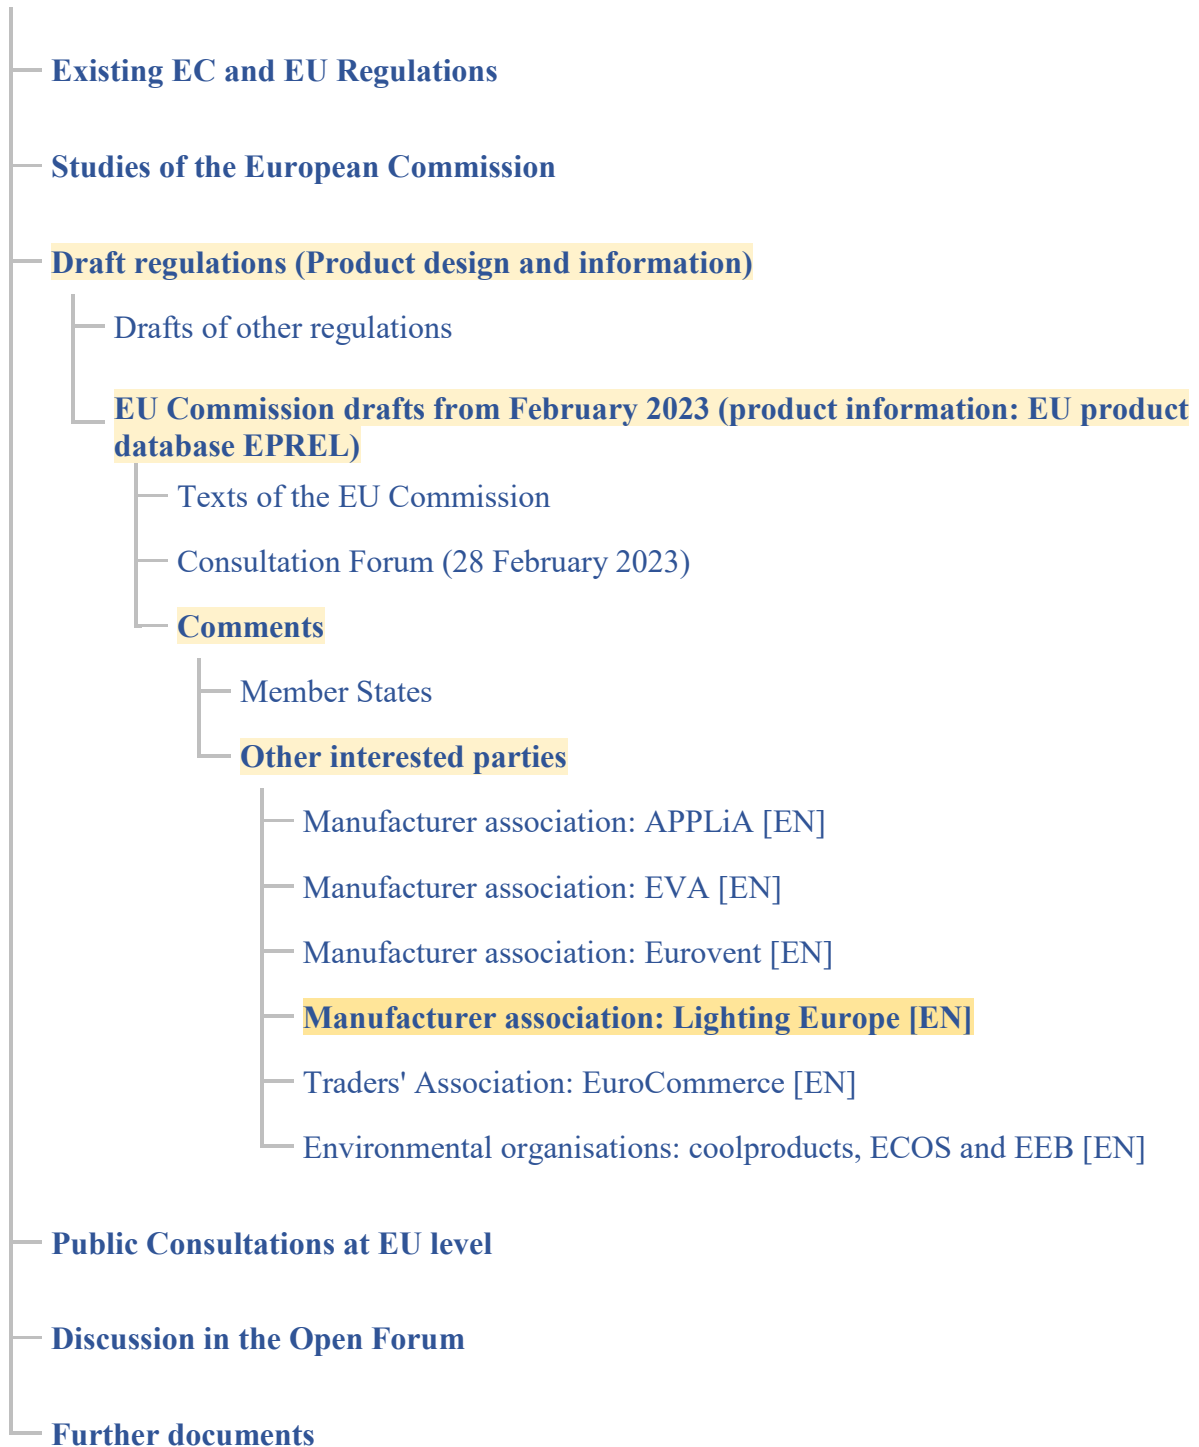 Existing EC and EU Regulations
Studies of the European Commission
Draft regulations (Product design and information)
Drafts of other regulations
EU Commission drafts from February 2023 (product information: EU product
database EPREL)
Texts of the EU Commission
Consultation Forum (28 February 2023)
Comments
Member States
Other interested parties
Manufacturer association: APPLiA [EN]
Manufacturer association: EVA [EN]
Manufacturer association: Eurovent [EN]
Manufacturer association: Lighting Europe [EN]
Traders' Association: EuroCommerce [EN]
Environmental organisations: coolproducts, ECOS and EEB [EN]
Public Consultations at EU level
Discussion in the Open Forum
Further documents